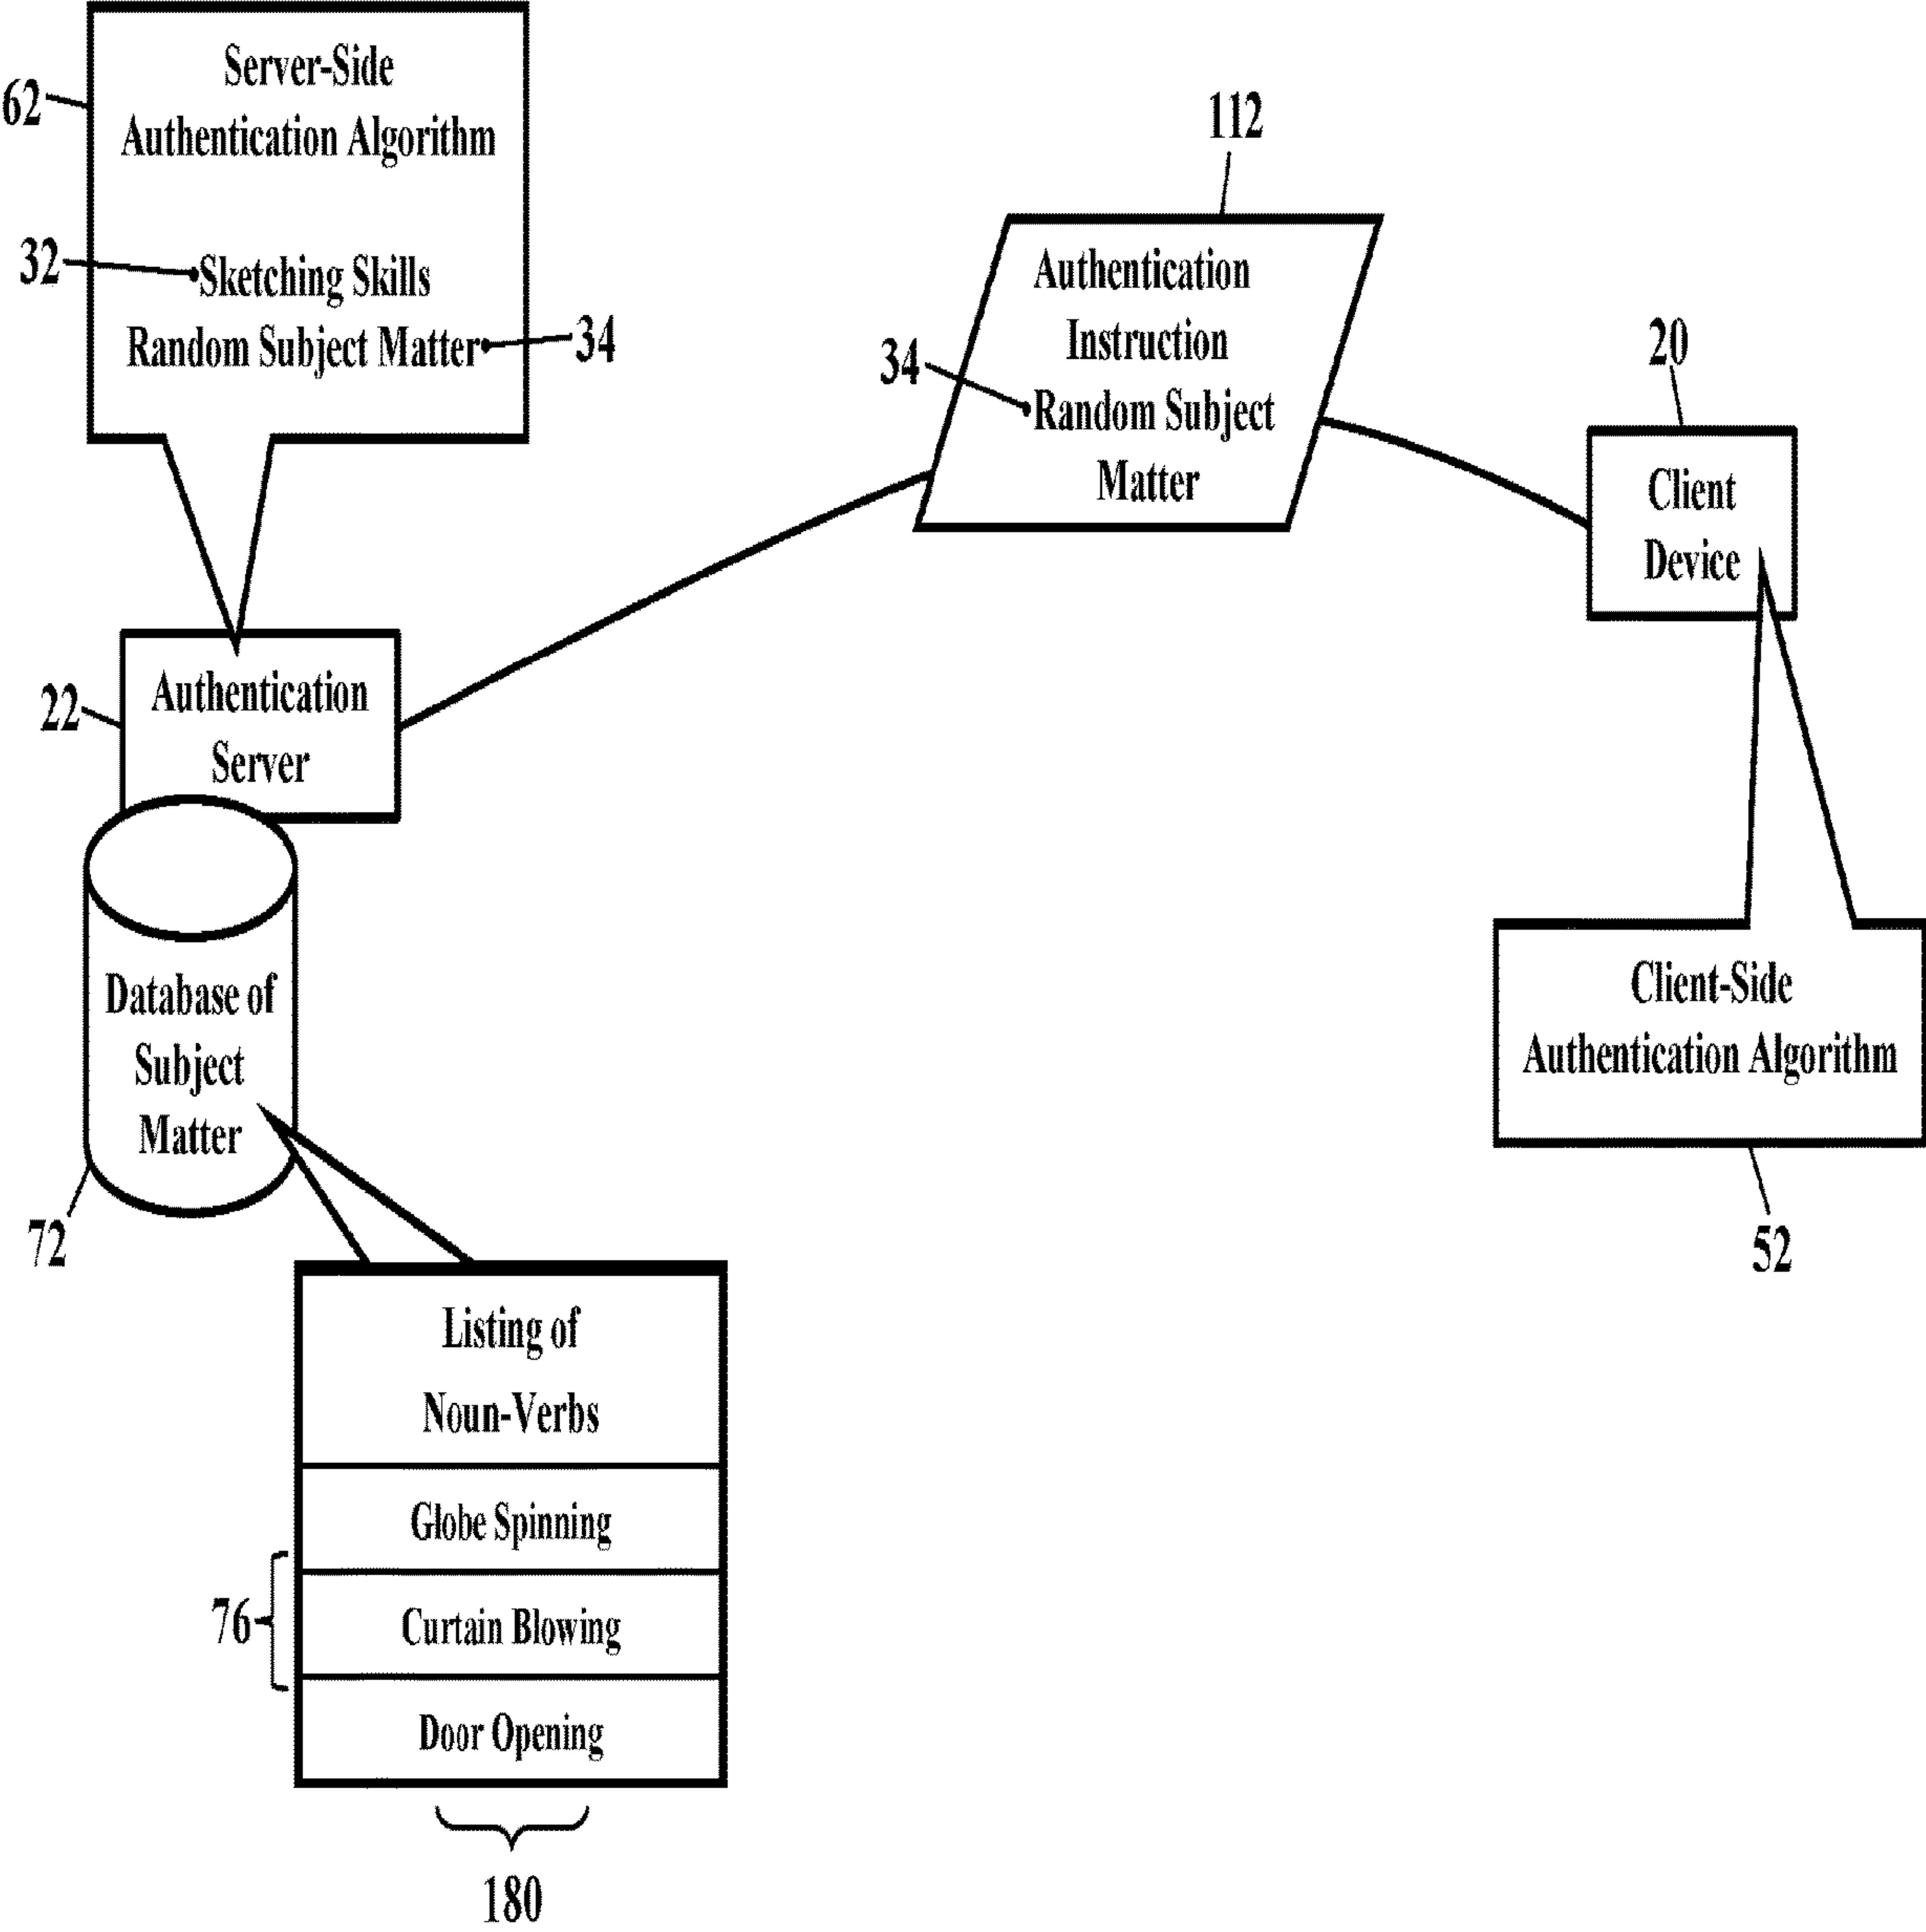 Server-Side
Authentication Algorithm
62
32
Sketching Skills
Random Subject Matter
34
112
Authentication
Instruction
34
Random Subject
Matter
20
Client
Device
22
Authentication
Server
Database of
Subject
Matter
72
Client-Side
Authentication Algorithm
52
Listing of
Noun-Verbs
Globe Spinning
76
Curtain Blowing
Door Opening
180